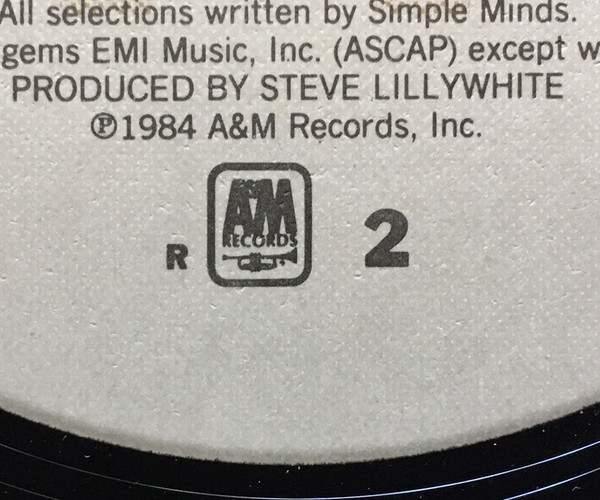 All selections written by Simple Minds.
gems EMI Music, Inc. (ASCAP) except w
PRODUCED BY STEVE LILLYWHITE
Ⓟ1984 A&M Records, Inc.
R
A&M
RECORDS
2